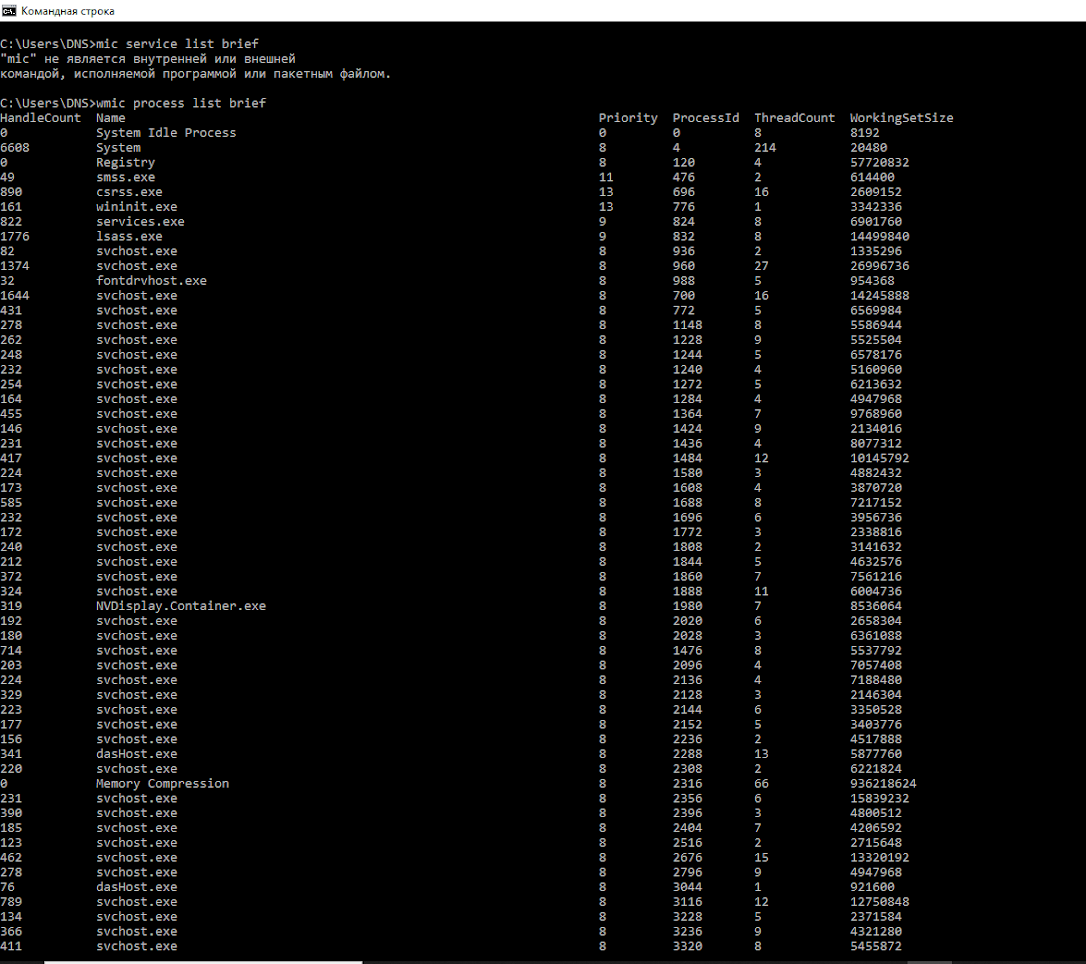 Командная строка
C:\Users\DNS>mic service list brief
"mic" не является внутренней или внешней
командой, исполняемой программой или пакетным файлом.
C:\Users\DNS>wmic process list brief
HandleCount Name Priority ProcessId ThreadCount WorkingSetSize
0 System Idle Process 0 0 8 8192
6608 System 8 4 214 20480
0 Registry 8 120 4 57720832
49 smss.exe 11 476 2 614400
890 csrss.exe 13 696 16 2609152
161 wininit.exe 13 776 1 3342336
822 services.exe 9 824 8 6901760
1776 lsass.exe 9 832 8 14499840
82 svchost.exe 8 936 2 1335296
1374 svchost.exe 8 960 27 26996736
32 fontdrvhost.exe 8 988 5 954368
1644 svchost.exe 8 700 16 14245888
431 svchost.exe 8 772 5 6569984
278 svchost.exe 8 1148 8 5586944
262 svchost.exe 8 1228 9 5525504
248 svchost.exe 8 1244 5 6578176
232 svchost.exe 8 1240 4 5160960
254 svchost.exe 8 1272 5 6213632
164 svchost.exe 8 1284 4 4947968
455 svchost.exe 8 1364 7 9768960
146 svchost.exe 8 1424 9 2134016
231 svchost.exe 8 1436 4 8077312
417 svchost.exe 8 1484 12 10145792
224 svchost.exe 8 1580 3 4882432
173 svchost.exe 8 1608 4 3870720
585 svchost.exe 8 1688 8 7217152
232 svchost.exe 8 1696 6 3956736
172 svchost.exe 8 1772 3 2338816
240 svchost.exe 8 1808 2 3141632
212 svchost.exe 8 1844 5 4632576
372 svchost.exe 8 1860 7 7561216
324 svchost.exe 8 1888 11 6004736
319 NVDisplay.Container.exe 8 1980 7 8536064
192 svchost.exe 8 2020 6 2658304
180 svchost.exe 8 2028 3 6361088
714 svchost.exe 8 1476 8 5537792
203 svchost.exe 8 2096 4 7057408
224 svchost.exe 8 2136 4 7188480
329 svchost.exe 8 2128 3 2146304
223 svchost.exe 8 2144 6 3350528
177 svchost.exe 8 2152 5 3403776
156 svchost.exe 8 2236 2 4517888
341 dasHost.exe 8 2288 13 5877760
220 svchost.exe 8 2308 2 6221824
0 Memory Compression 8 2316 66 936218624
231 svchost.exe 8 2356 6 15839232
390 svchost.exe 8 2396 3 4800512
185 svchost.exe 8 2404 7 4206592
123 svchost.exe 8 2516 2 2715648
462 svchost.exe 8 2676 15 13320192
278 svchost.exe 8 2796 9 4947968
76 dasHost.exe 8 3044 1 921600
789 svchost.exe 8 3116 12 12750848
134 svchost.exe 8 3228 5 2371584
366 svchost.exe 8 3236 9 4321280
411 svchost.exe 8 3320 8 5455872